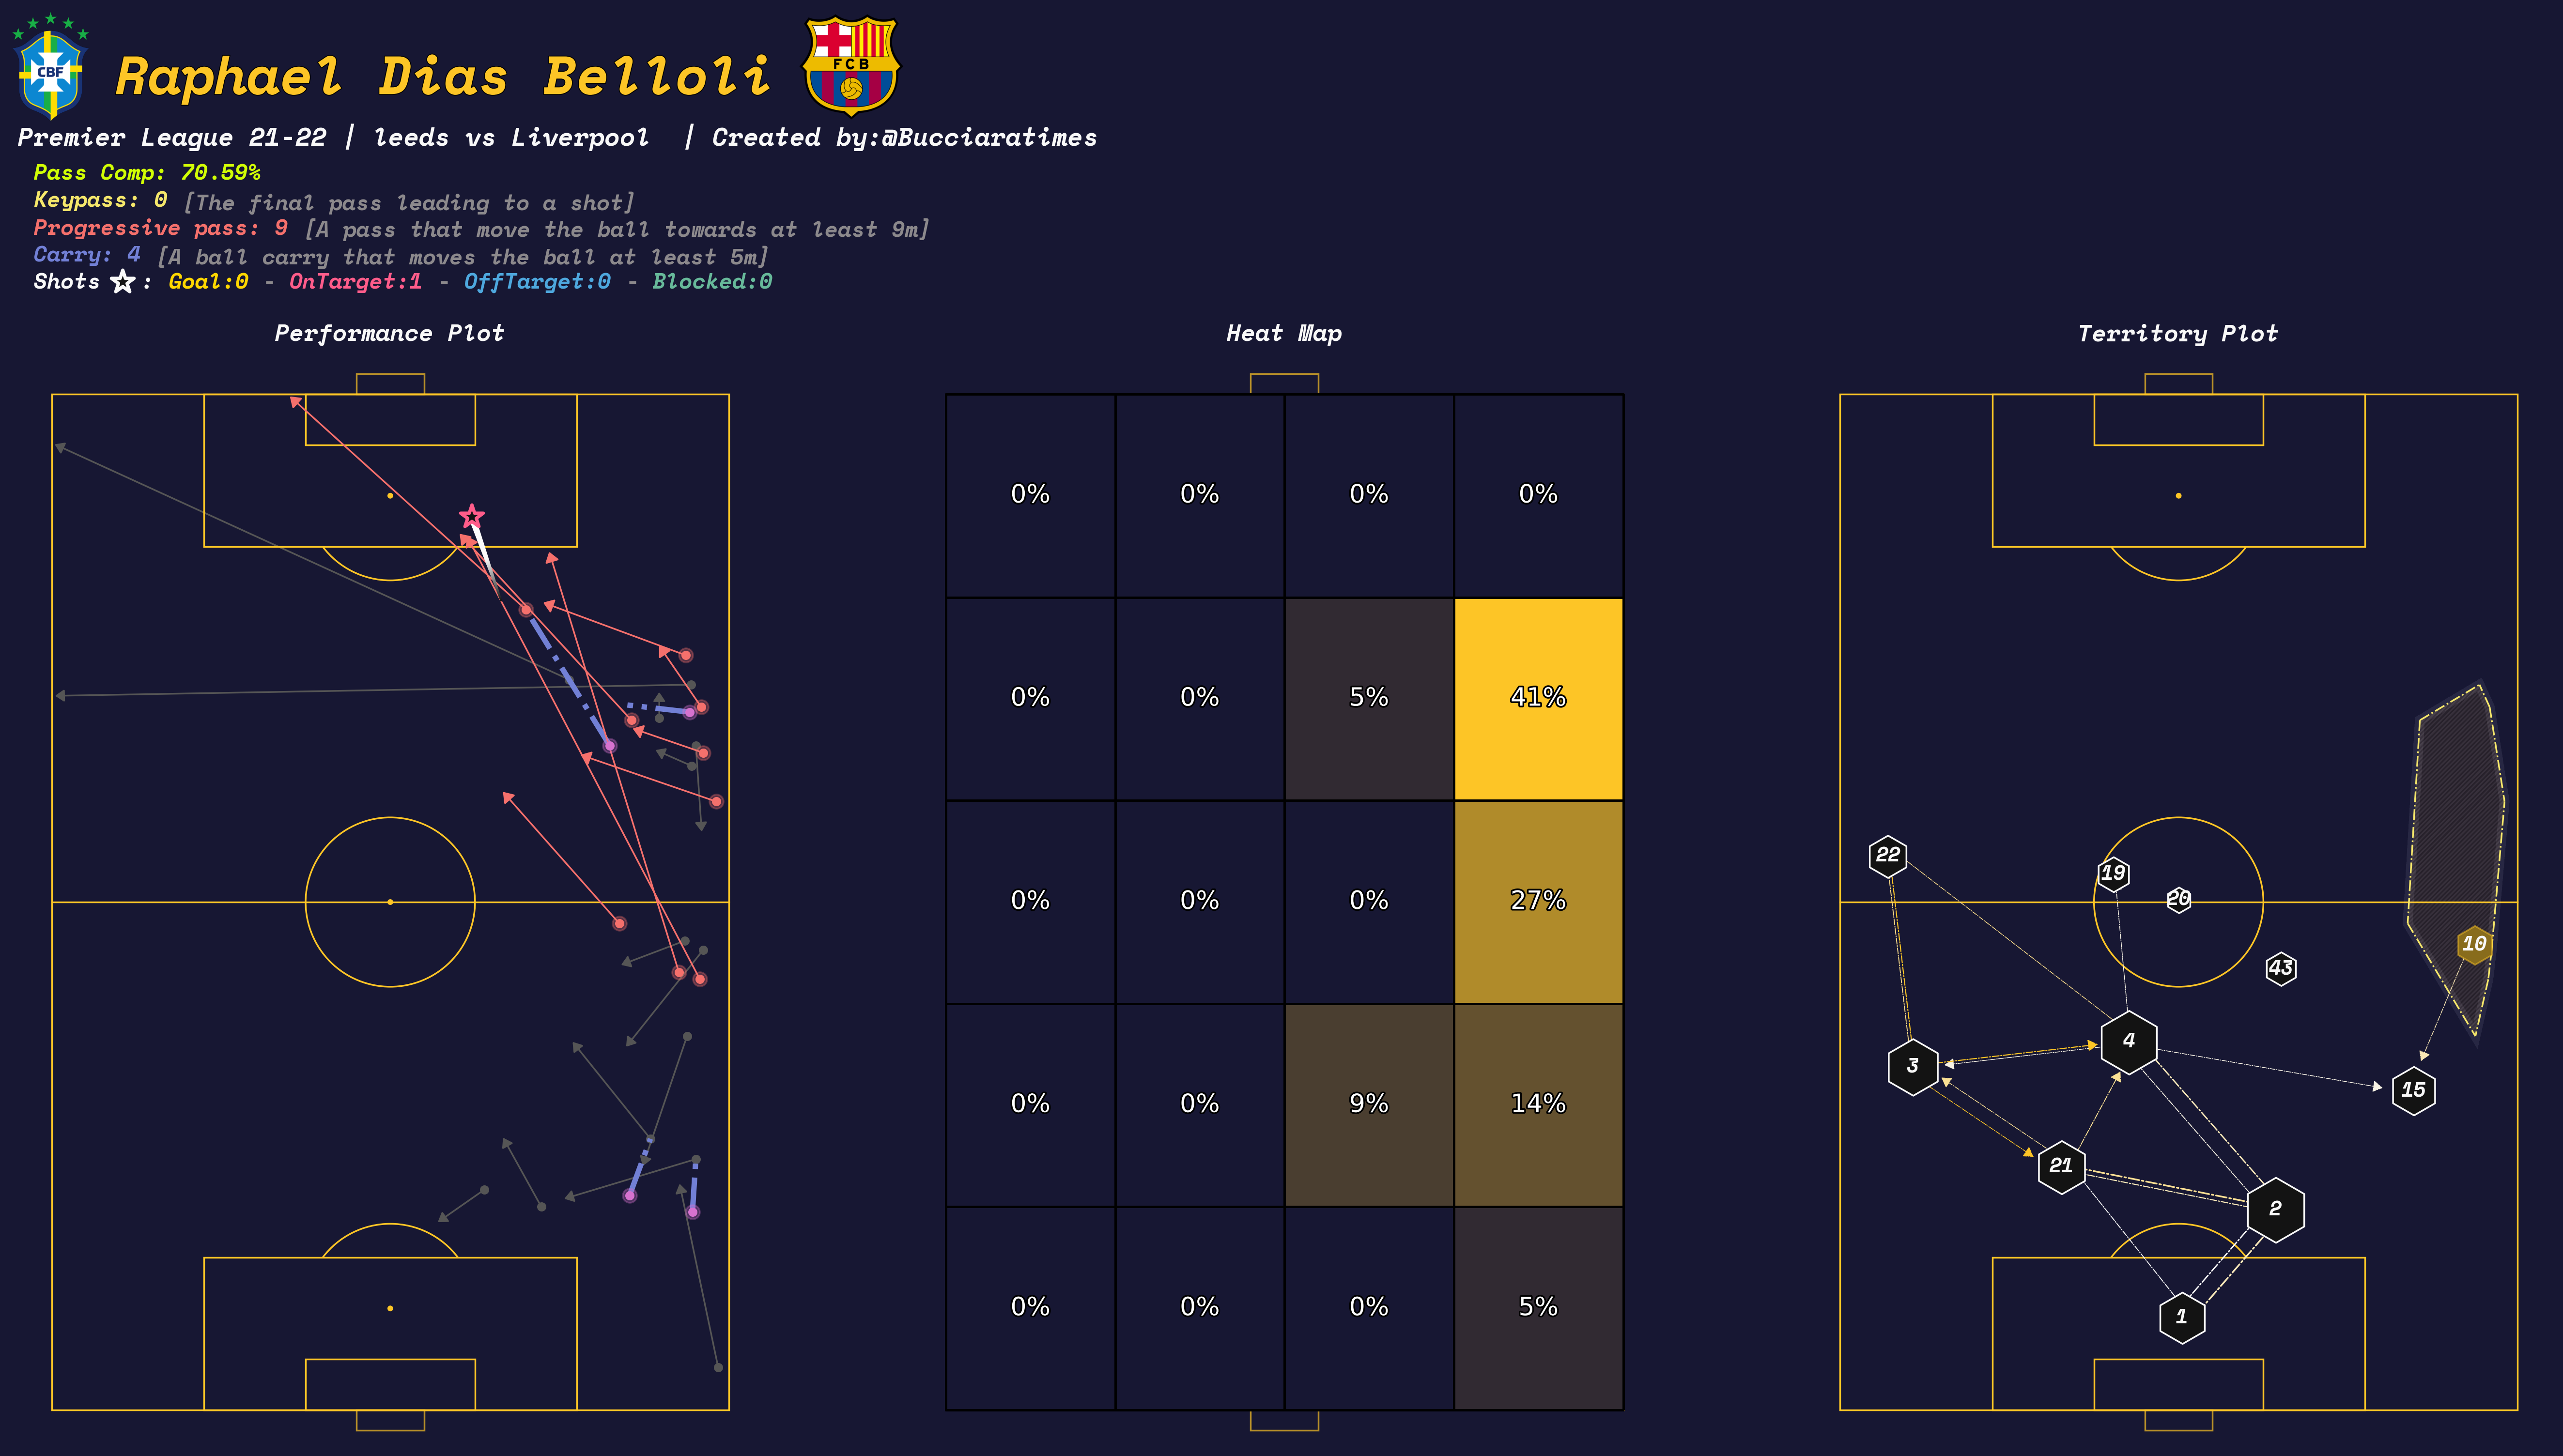 CBF
Raphael Dias Belloli
FCB
Premier League 21-22 | leeds vs Liverpool | Created by:@Bucciaratimes
Pass Comp: 70.59%
Keypass: 0 [The final pass leading to a shot]
Progressive pass: 9 [A pass that move the ball towards at least 9m]
Carry: 4 [A ball carry that moves the ball at least 5m]
Shots ☆: Goal:0 - OnTarget:1 - OffTarget:0 - Blocked:0
Performance Plot
Heat Map
0% 0% 0% 0%
0% 0% 5% 41%
0% 0% 0% 27%
0% 0% 9% 14%
0% 0% 0% 5%
Territory Plot
22
19
20
10
43
4
3
15
21
2
1